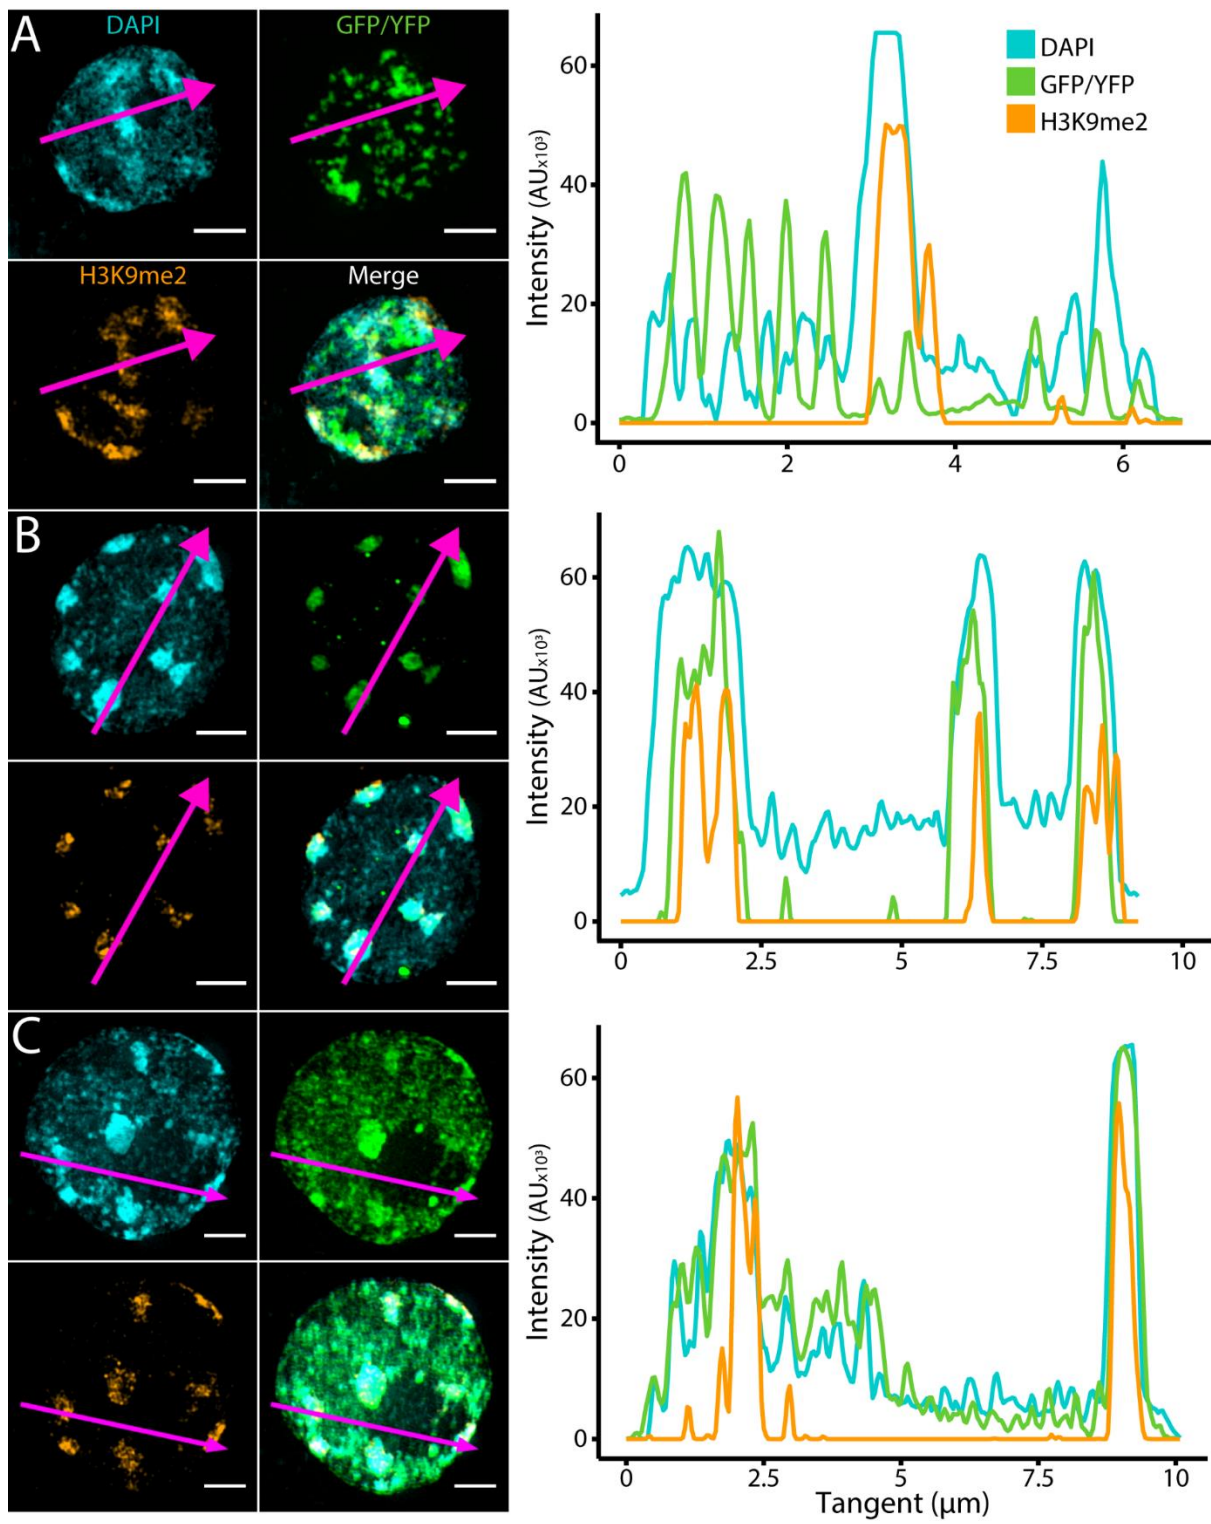 A
DAPI
GFP/YFP
H3K9me2
Merge
B
C
Intensity (AUx10³)
60
40
20
0
0 2 4 6
DAPI
GFP/YFP
H3K9me2
Intensity (AUx10³)
60
40
20
0
0 2.5 5 7.5 10
Intensity (AUx10³)
60
40
20
0
0 2.5 5 7.5 10
Tangent (µm)